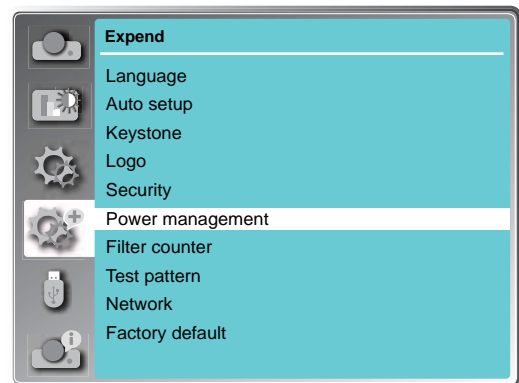 Expend
Language
Auto setup
Keystone
Logo
Security
Power management
Filter counter
Test pattern
Network
Factory default